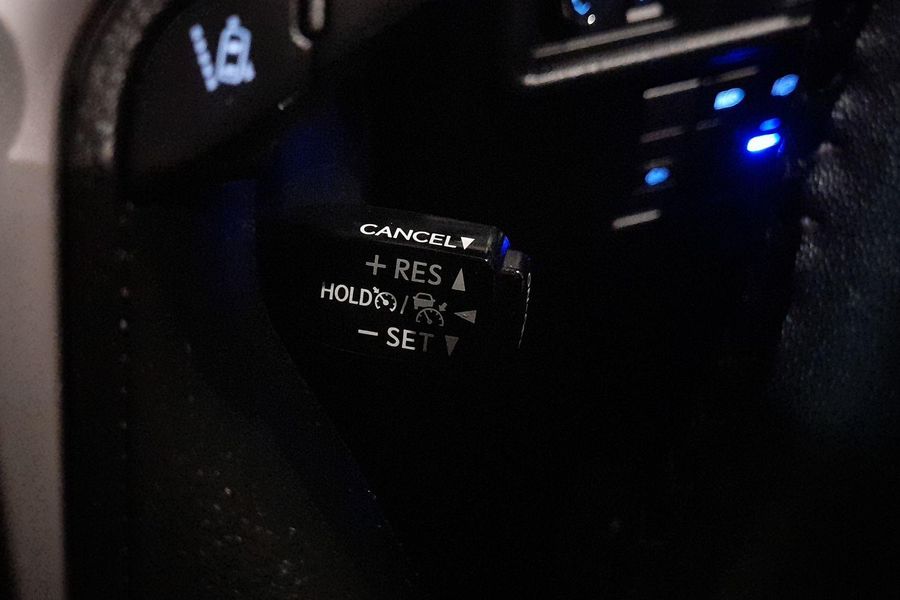 CANCEL▼
+ RES ▲
HOLD / ◀
− SET ▼